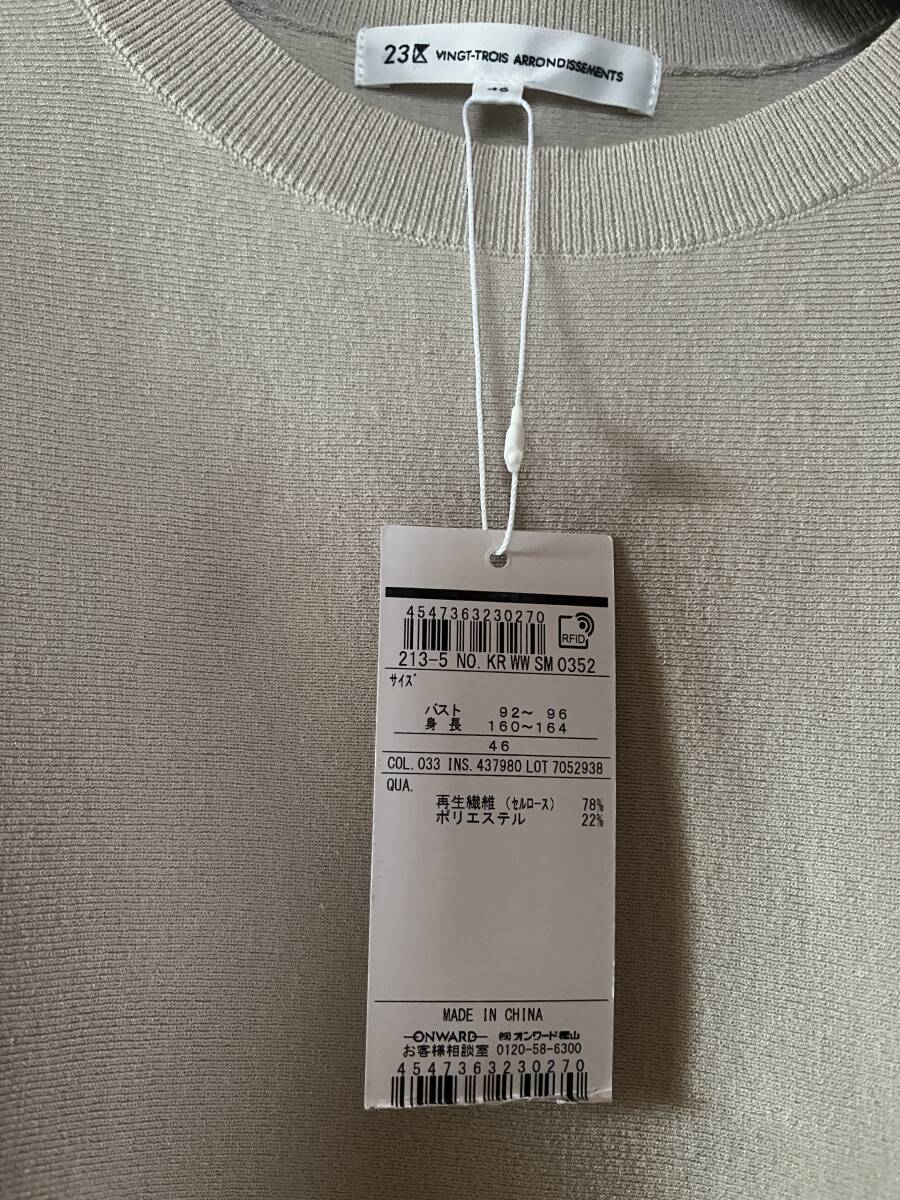 23区 VINGT-TROIS ARRONDISSEMENTS
46
4547363230270
RFID
213-5 NO. KR WW SM 0352
サイズ
バスト 92〜 96
身長 160〜164
46
COL. 033 INS. 437980 LOT 7052938
QUA.
再生繊維 (セルロース) 78%
ポリエステル 22%
MADE IN CHINA
ONWARD ㈱オンワード樫山
お客様相談室 0120-58-6300
4547363230270